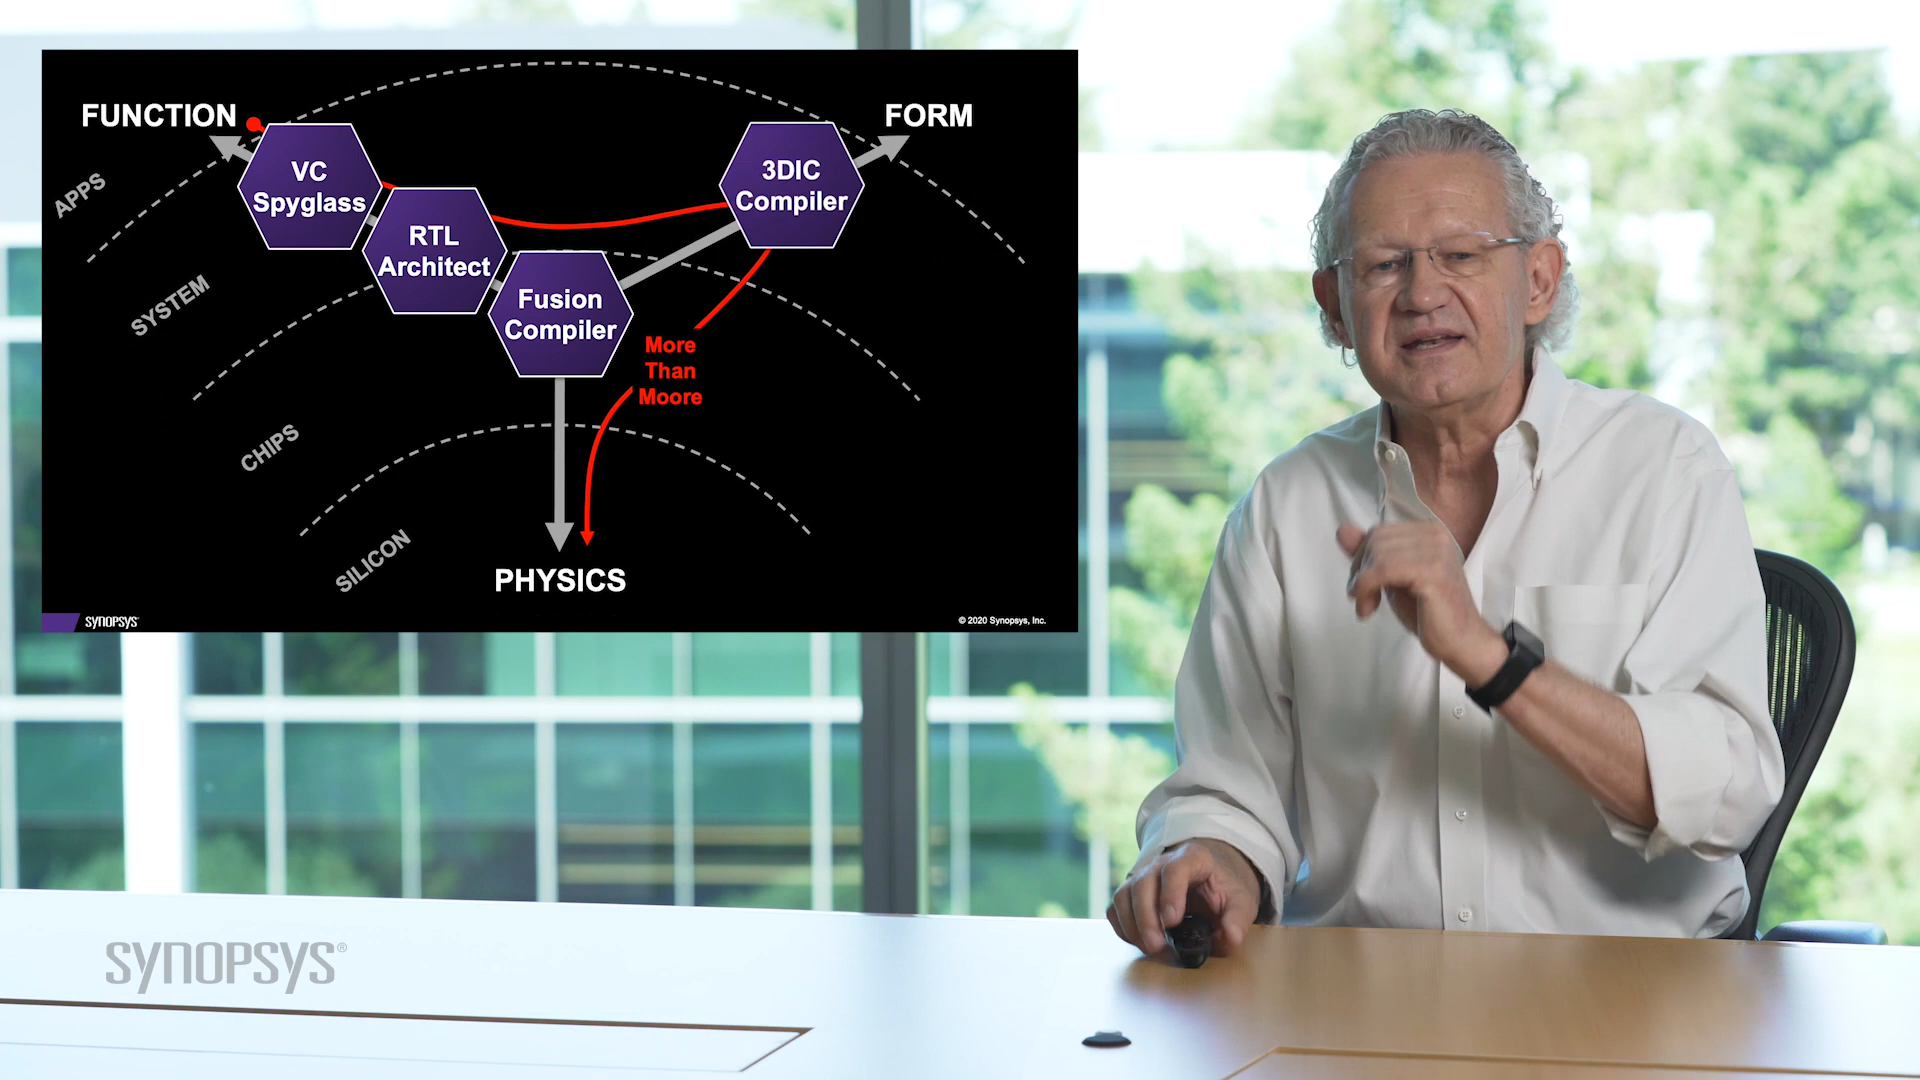 FUNCTION
FORM
VC
Spyglass
3DIC
Compiler
APPS
RTL
Architect
SYSTEM
Fusion
Compiler
More
Than
Moore
CHIPS
SILICON
PHYSICS
SYNOPSYS®
© 2020 Synopsys, Inc.
SYNOPSYS®